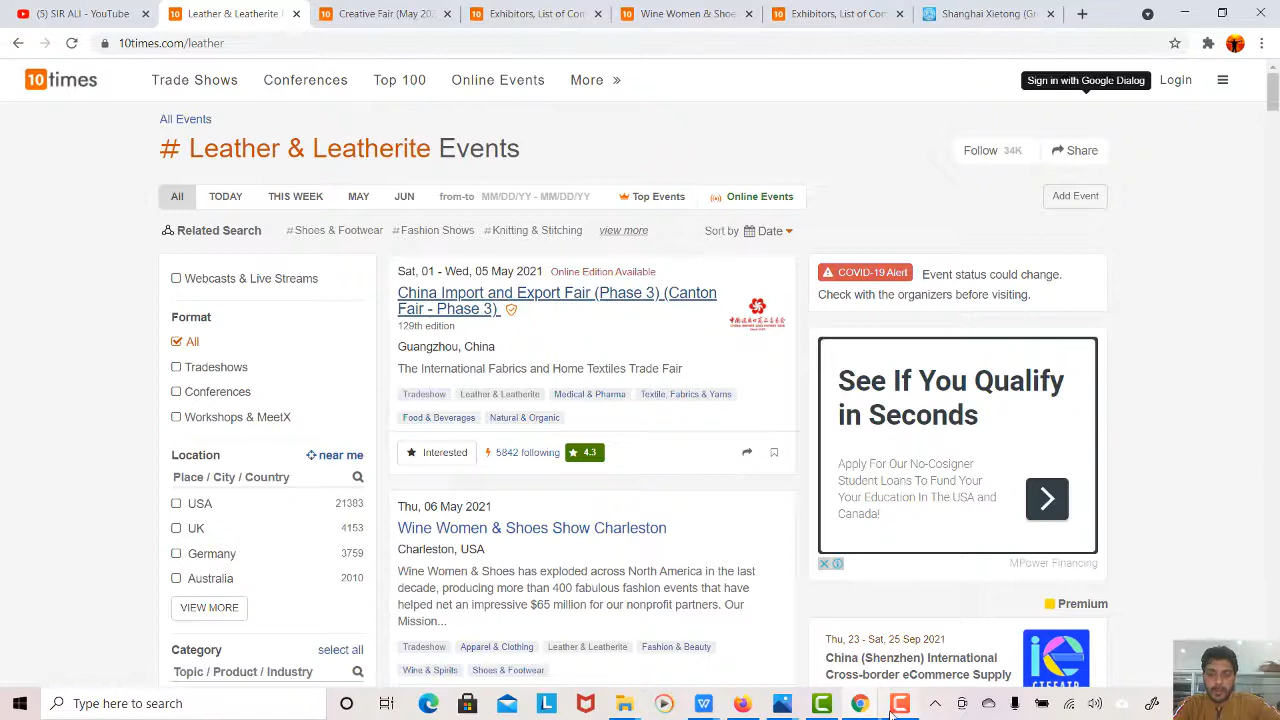 (5) SIR ALI - YouTube
Leather & Leatherite
Creative Fair (May 202
Exhibitors, List of Com
Wine Women & Shoe
Exhibitors, List of Com
Shanghai Xietong (Gr
10times.com/leather
10times
Trade Shows
Conferences
Top 100
Online Events
More
Sign in with Google Dialog
Login
All Events
# Leather & Leatherite Events
Follow 34K
Share
All
TODAY
THIS WEEK
MAY
JUN
from-to MM/DD/YY - MM/DD/YY
Top Events
Online Events
Add Event
Related Search
#Shoes & Footwear
#Fashion Shows
#Knitting & Stitching
view more
Sort by Date
Webcasts & Live Streams
Format
All
Tradeshows
Conferences
Workshops & MeetX
Location
near me
Place / City / Country
USA 21383
UK 4153
Germany 3759
Australia 2010
VIEW MORE
Category
select all
Topic / Product / Industry
Sat, 01 - Wed, 05 May 2021 Online Edition Available
China Import and Export Fair (Phase 3) (Canton
Fair - Phase 3)
129th edition
Guangzhou, China
The International Fabrics and Home Textiles Trade Fair
Tradeshow
Leather & Leatherite
Medical & Pharma
Textile, Fabrics & Yarns
Food & Beverages
Natural & Organic
Interested
5842 following
4.3
Thu, 06 May 2021
Wine Women & Shoes Show Charleston
Charleston, USA
Wine Women & Shoes has exploded across North America in the last
decade, producing more than 400 fabulous fashion events that have
helped net an impressive $65 million for our nonprofit partners. Our
Mission...
Tradeshow
Apparel & Clothing
Leather & Leatherite
Fashion & Beauty
Wine & Spirits
Shoes & Footwear
COVID-19 Alert
Event status could change.
Check with the organizers before visiting.
See If You Qualify
in Seconds
Apply For Our No-Cosigner
Student Loans To Fund Your
Your Education In The USA and
Canada!
MPower Financing
Premium
Thu, 23 - Sat, 25 Sep 2021
China (Shenzhen) International
Cross-border eCommerce Supply
Type here to search